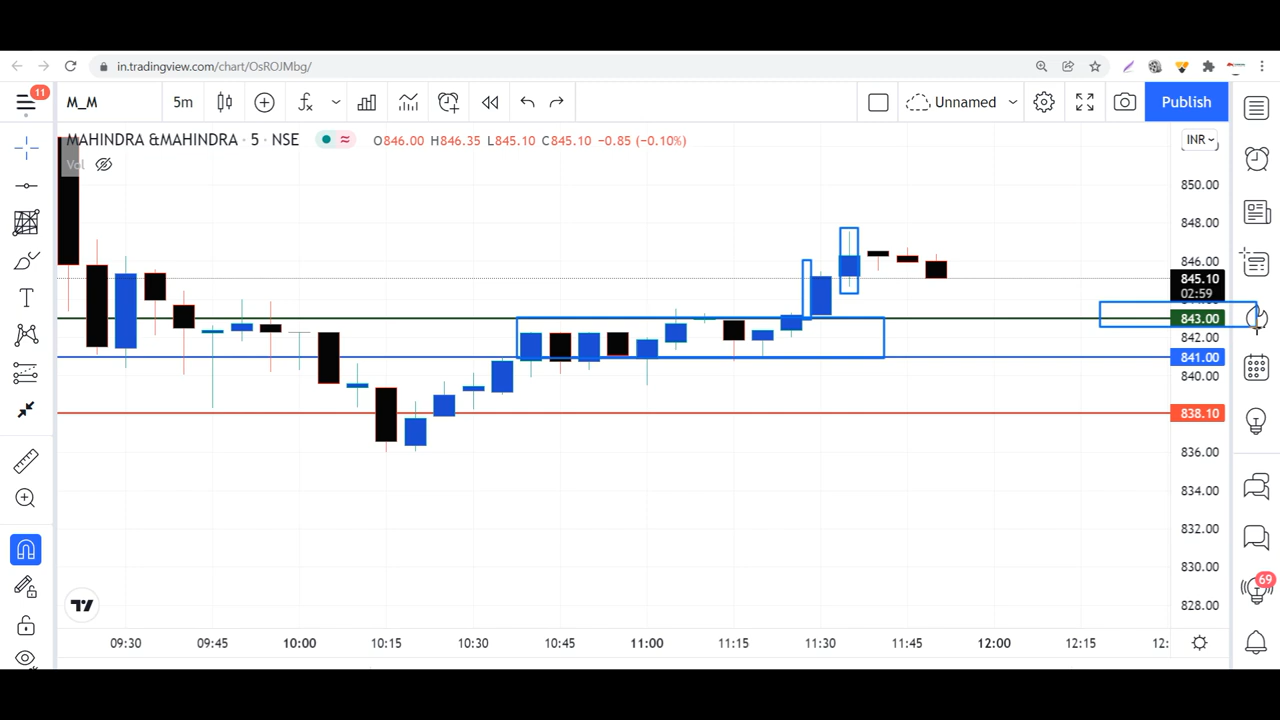 in.tradingview.com/chart/OsROJMbg/
11
M_M
5m
Unnamed
Publish
MAHINDRA &MAHINDRA · 5 · NSE
O846.00 H846.35 L845.10 C845.10 −0.85 (−0.10%)
INR
Vol
850.00
848.00
846.00
845.10
02:59
843.00
842.00
841.00
840.00
838.10
836.00
834.00
832.00
830.00
828.00
69
09:30 09:45 10:00 10:15 10:30 10:45 11:00 11:15 11:30 11:45 12:00 12:15 12: